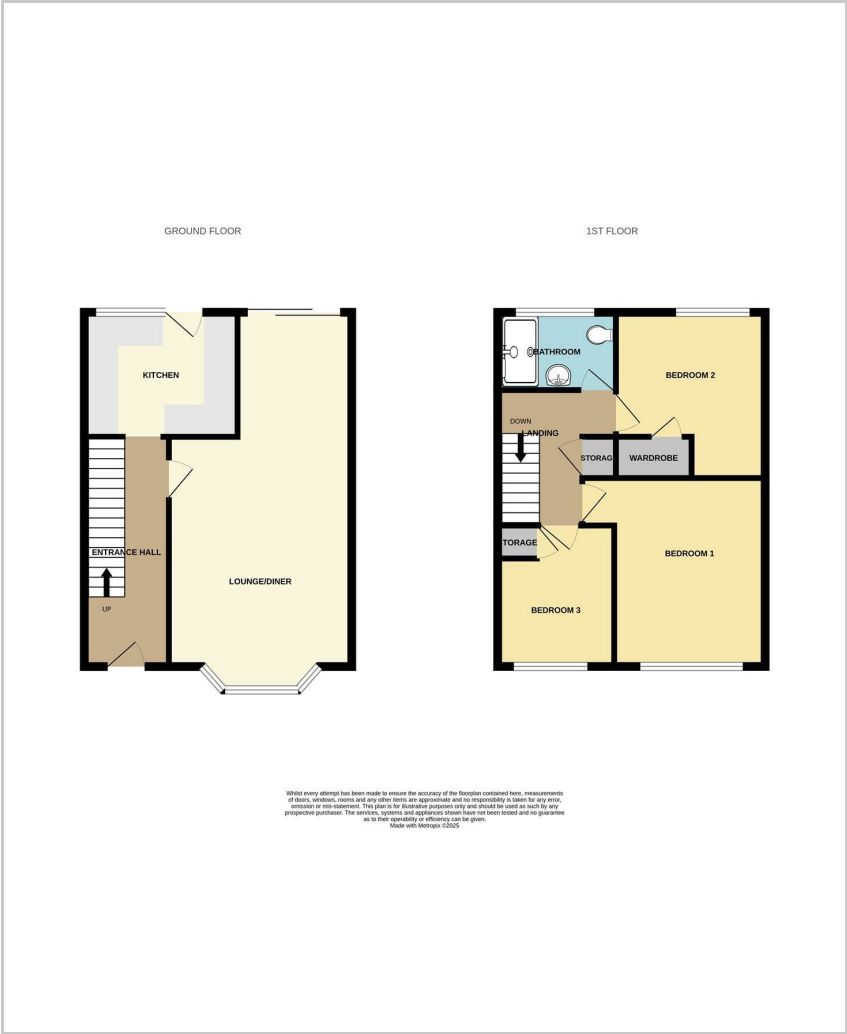 GROUND FLOOR
1ST FLOOR
KITCHEN
ENTRANCE HALL
UP
LOUNGE/DINER
BATHROOM
BEDROOM 2
DOWN
LANDING
STORAG
WARDROBE
TORAGE
BEDROOM 1
BEDROOM 3
Whilst every attempt has been made to ensure the accuracy of the floorplan contained here, measurements
of doors, windows, rooms and any other items are approximate and no responsibility is taken for any error,
omission or mis-statement. This plan is for illustrative purposes only and should be used as such by any
prospective purchaser. The services, systems and appliances shown have not been tested and no guarantee
as to their operability or efficiency can be given.
Made with Metropix ©2025